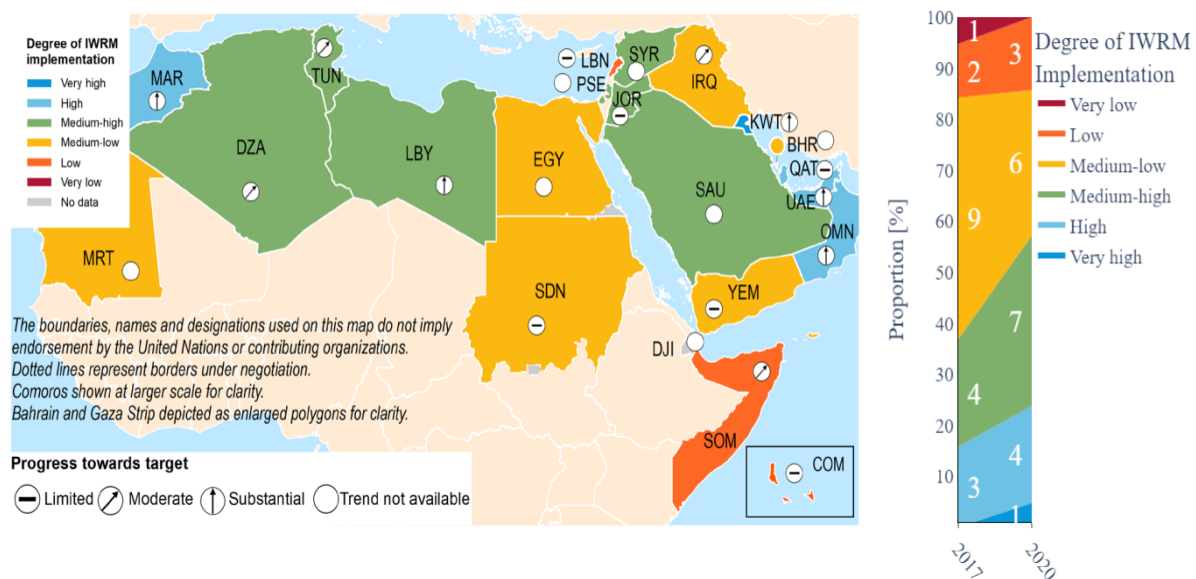 Degree of IWRM
implementation
Very high
High
Medium-high
Medium-low
Low
Very low
No data
MAR
TUN
DZA
LBY
EGY
MRT
SDN
LBN
PSE
SYR
JOR
IRQ
KWT
BHR
QAT
UAE
SAU
OMN
YEM
DJI
SOM
COM
The boundaries, names and designations used on this map do not imply
endorsement by the United Nations or contributing organizations.
Dotted lines represent borders under negotiation.
Comoros shown at larger scale for clarity.
Bahrain and Gaza Strip depicted as enlarged polygons for clarity.
Progress towards target
Limited
Moderate
Substantial
Trend not available
Proportion [%]
100
90
80
70
60
50
40
30
20
10
1
2
3
9
6
4
7
3
4
1
2017
2020
Degree of IWRM
Implementation
Very low
Low
Medium-low
Medium-high
High
Very high